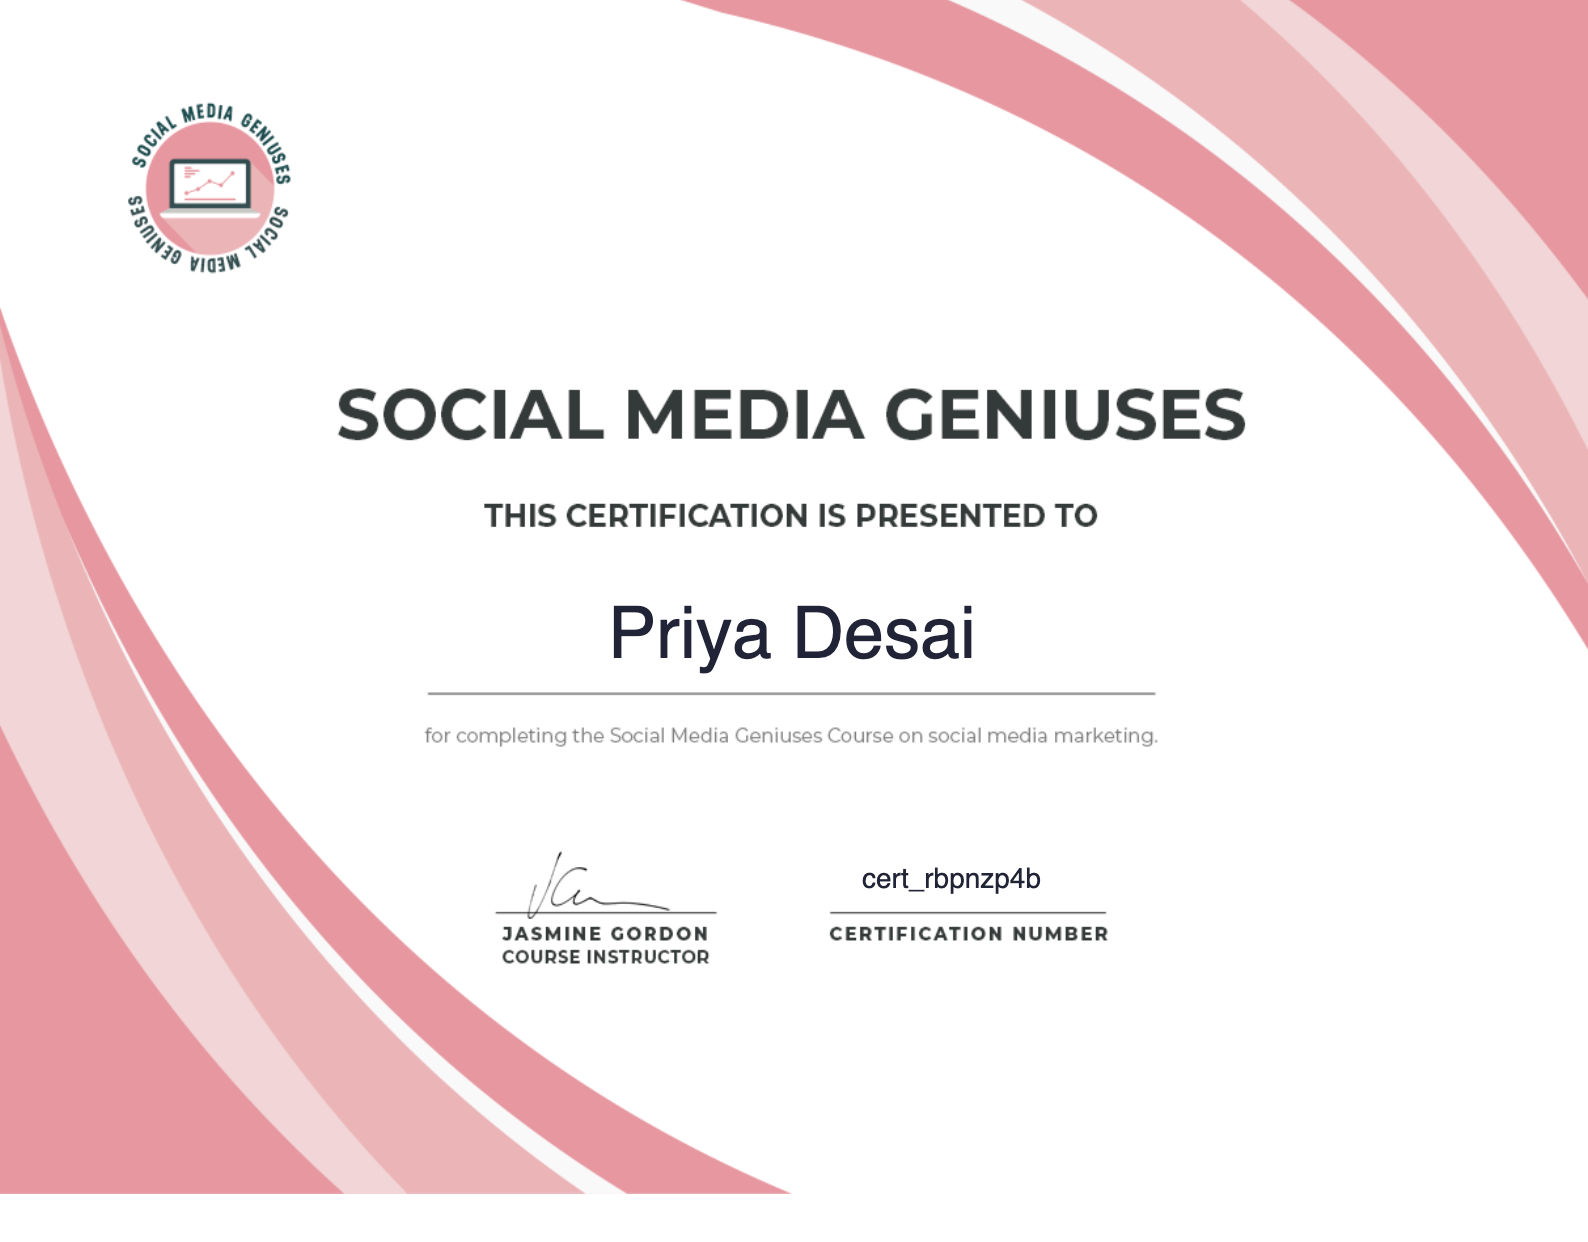 SOCIAL MEDIA GENIUSES SOCIAL MEDIA GENIUSES
SOCIAL MEDIA GENIUSES
THIS CERTIFICATION IS PRESENTED TO
Priya Desai
for completing the Social Media Geniuses Course on social media marketing.
cert_rbpnzp4b
JASMINE GORDON
COURSE INSTRUCTOR
CERTIFICATION NUMBER